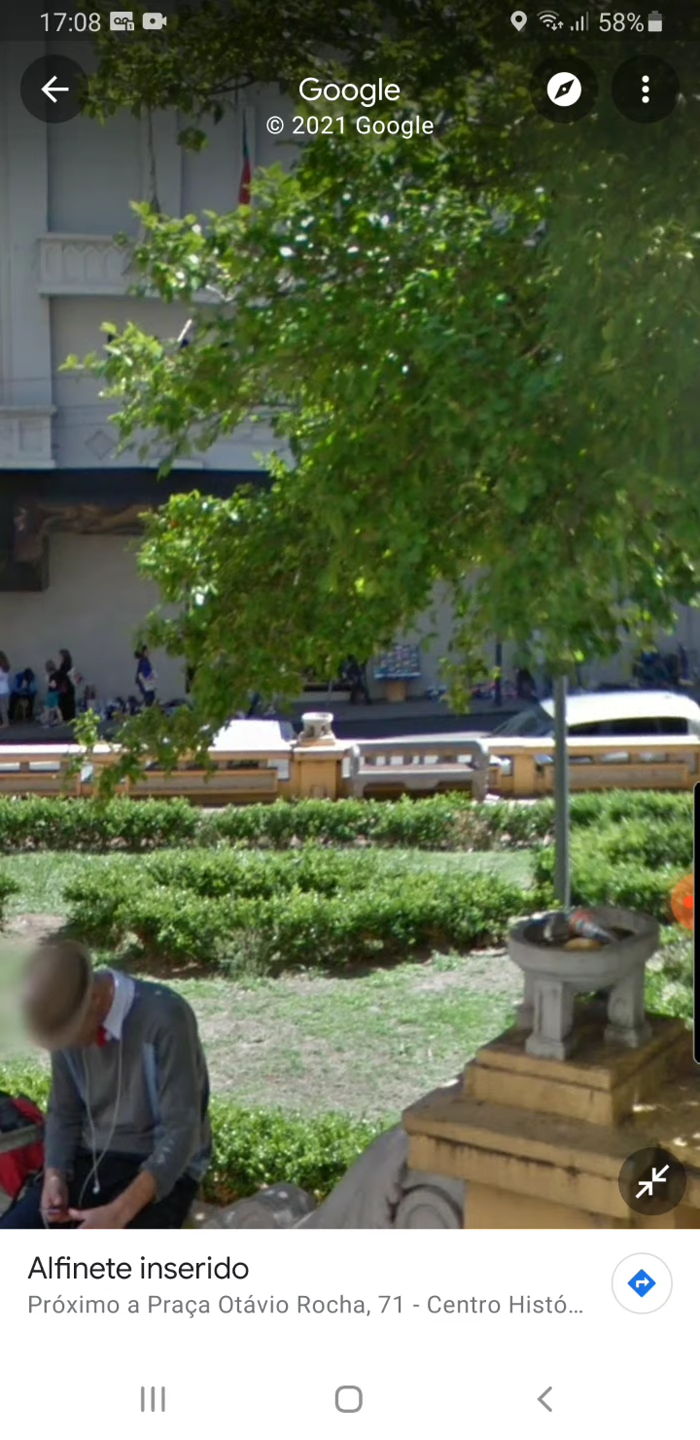 17:08
58%
Google
© 2021 Google
Alfinete inserido
Próximo a Praça Otávio Rocha, 71 - Centro Histó...